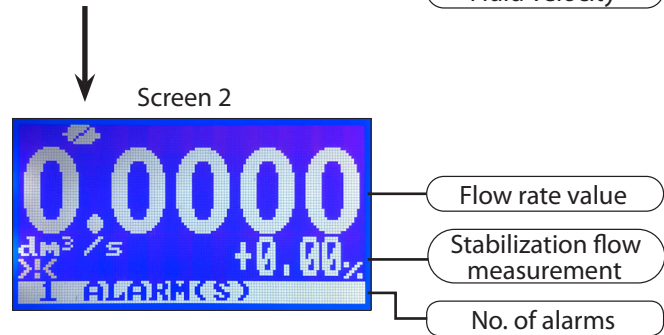 Fluid velocity
Screen 2
0.0000
Flow rate value
dm³/s
+0.00%
Stabilization flow
measurement
1 ALARM(S)
No. of alarms